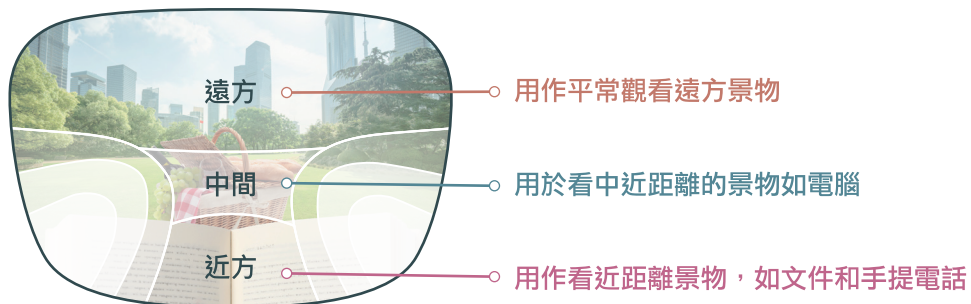 遠方
用作平常觀看遠方景物
中間
用於看中近距離的景物如電腦
近方
用作看近距離景物，如文件和手提電話